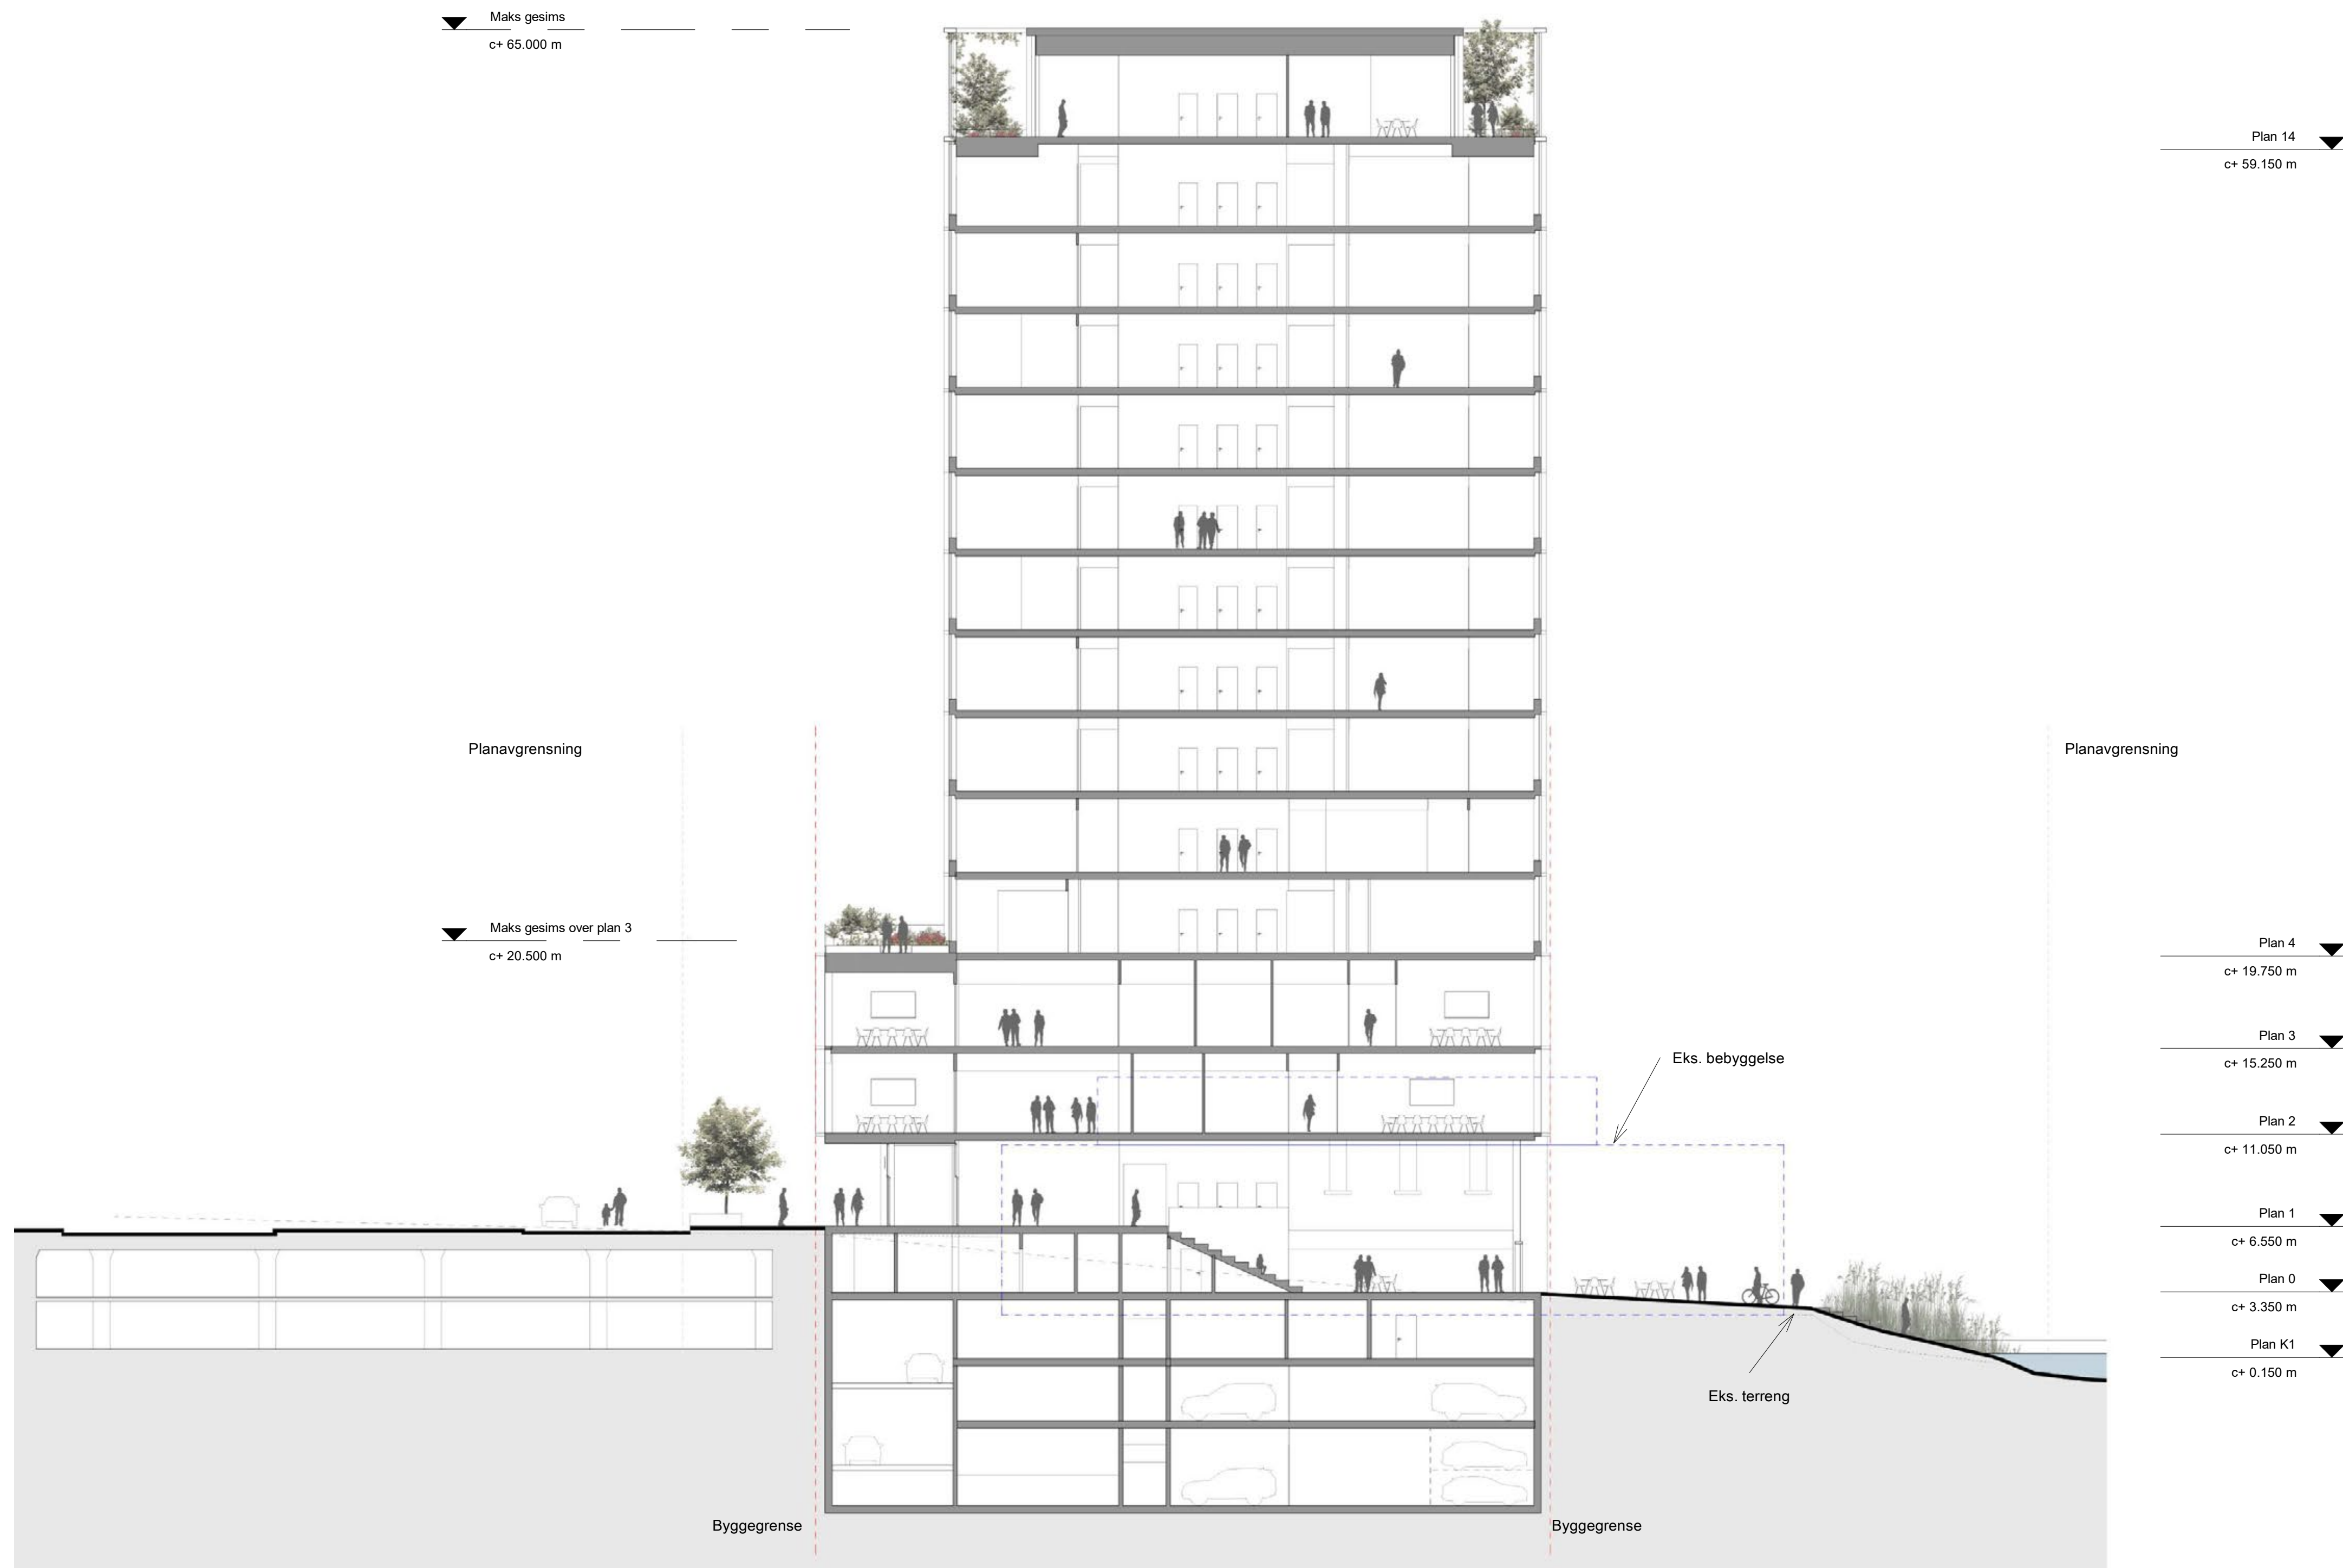 Maks gesims
c+ 65.000 m
Plan 14
c+ 59.150 m
Planavgrensning
Planavgrensning
Maks gesims over plan 3
c+ 20.500 m
Plan 4
c+ 19.750 m
Plan 3
c+ 15.250 m
Eks. bebyggelse
Plan 2
c+ 11.050 m
Plan 1
c+ 6.550 m
Plan 0
c+ 3.350 m
Plan K1
c+ 0.150 m
Eks. terreng
Byggegrense
Byggegrense